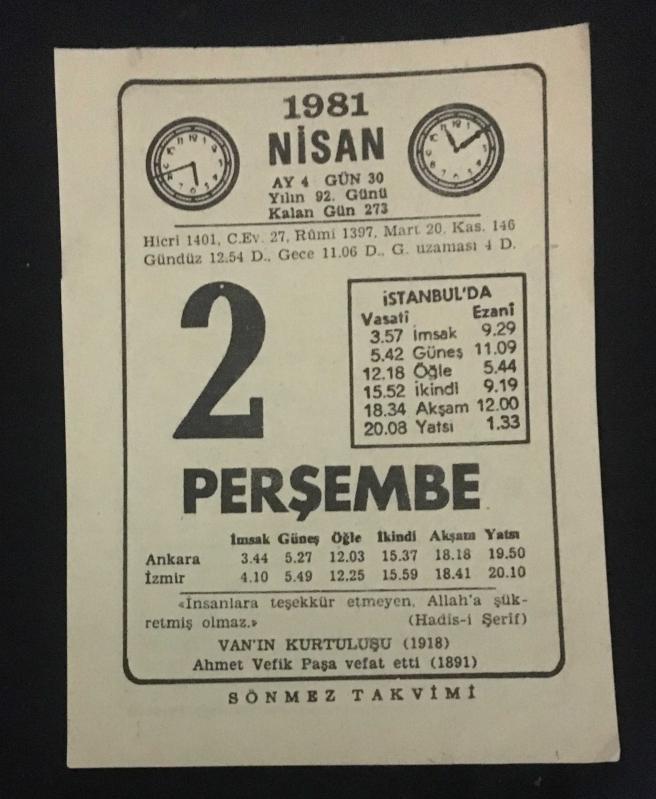 1981
NİSAN
AY 4 GÜN 30
Yılın 92. Günü
Kalan Gün 273
Hicri 1401, C.Ev. 27, Rûmi 1397, Mart 20, Kas. 146
Gündüz 12.54 D., Gece 11.06 D., G. uzaması 4 D.
2
İSTANBUL'DA
Vasatî Ezanî
3.57 İmsak 9.29
5.42 Güneş 11.09
12.18 Öğle 5.44
15.52 İkindi 9.19
18.34 Akşam 12.00
20.08 Yatsı 1.33
PERŞEMBE
İmsak Güneş Öğle İkindi Akşam Yatsı
Ankara 3.44 5.27 12.03 15.37 18.18 19.50
İzmir 4.10 5.49 12.25 15.59 18.41 20.10
«İnsanlara teşekkür etmeyen, Allah'a şük-
retmiş olmaz.» (Hadis-i Şerif)
VAN'IN KURTULUŞU (1918)
Ahmet Vefik Paşa vefat etti (1891)
SÖNMEZ TAKVİMİ